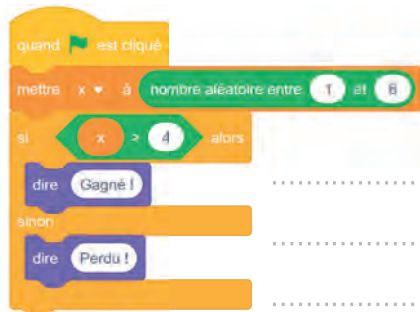 quand est cliqué
mettre x à nombre aléatoire entre 1 et 6
si x > 4 alors
dire Gagné !
sinon
dire Perdu !